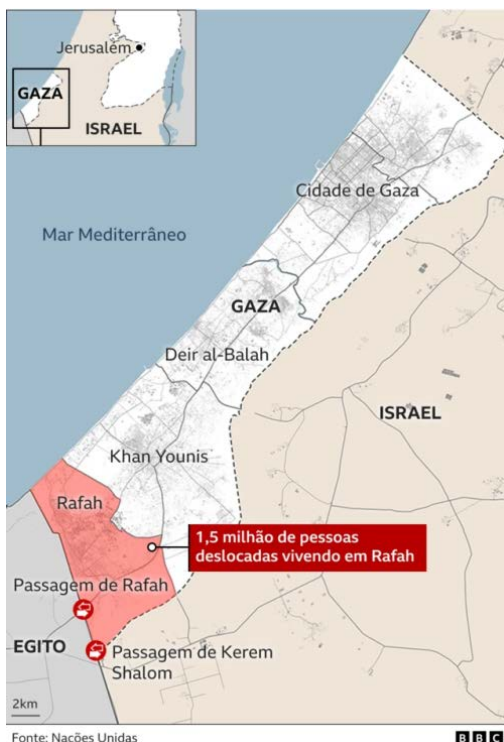 Jerusalém
GAZA
ISRAEL
Cidade de Gaza
Mar Mediterrâneo
GAZA
Deir al-Balah
ISRAEL
Khan Younis
Rafah
1,5 milhão de pessoas
deslocadas vivendo em Rafah
Passagem de Rafah
EGITO
Passagem de Kerem
Shalom
2km
Fonte: Nações Unidas
BBC